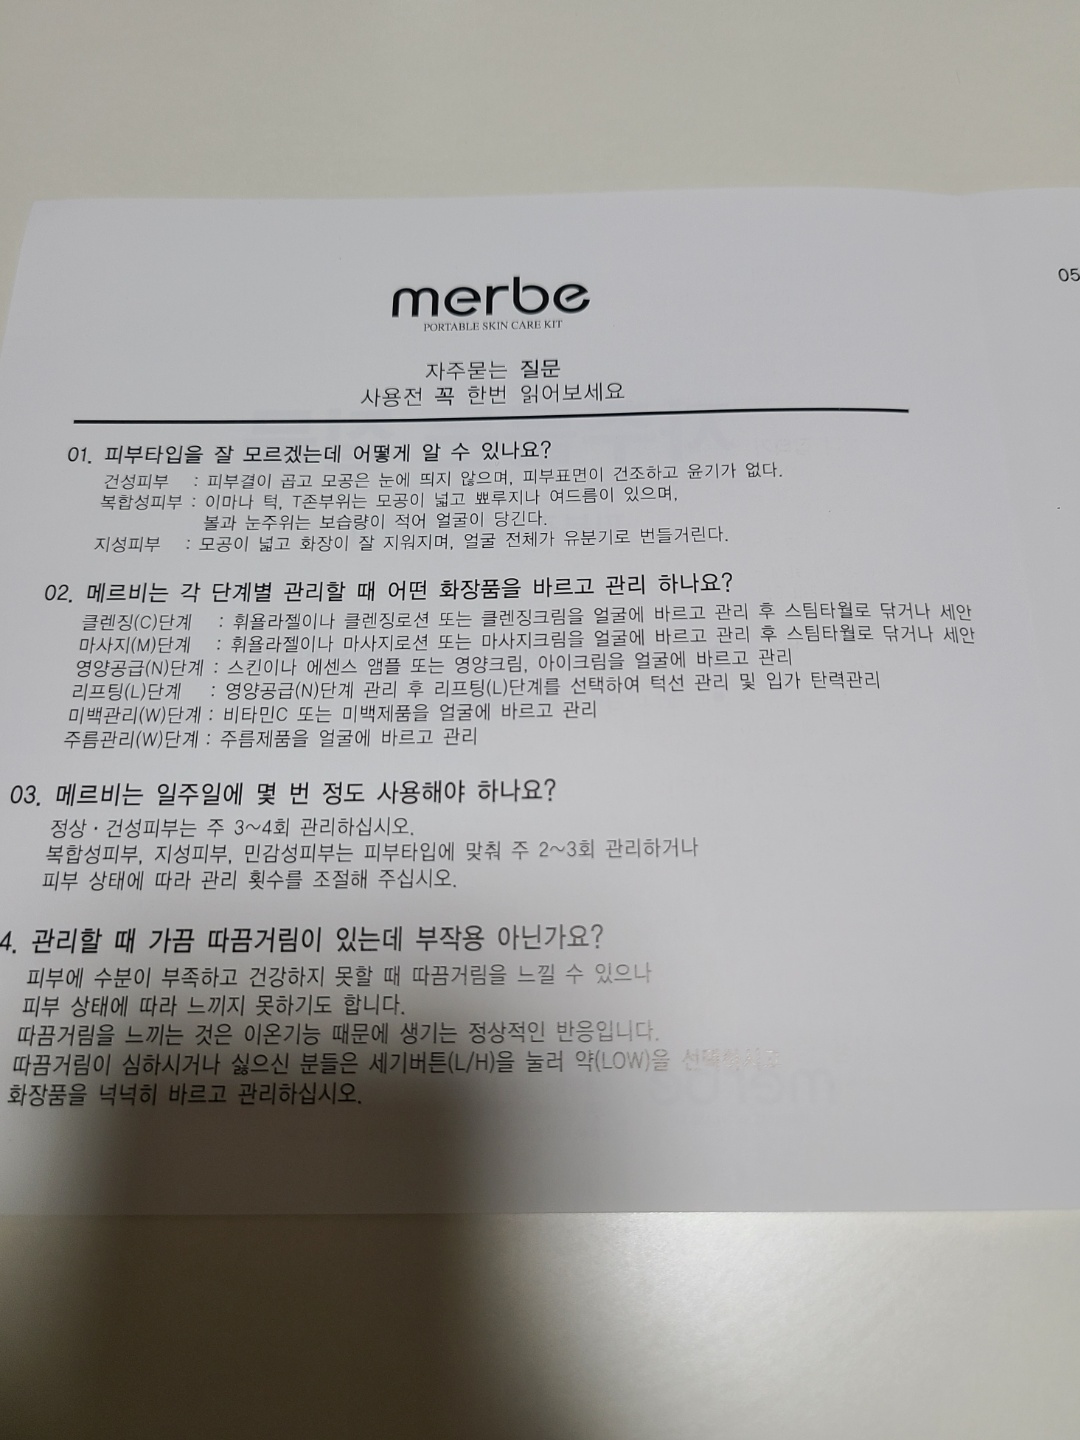 merbe
PORTABLE SKIN CARE KIT
자주묻는 질문
사용전 꼭 한번 읽어보세요
01. 피부타입을 잘 모르겠는데 어떻게 알 수 있나요?
건성피부 : 피부결이 곱고 모공은 눈에 띄지 않으며, 피부표면이 건조하고 윤기가 없다.
복합성피부 : 이마나 턱, T존부위는 모공이 넓고 뾰루지나 여드름이 있으며,
볼과 눈주위는 보습량이 적어 얼굴이 당긴다.
지성피부 : 모공이 넓고 화장이 잘 지워지며, 얼굴 전체가 유분기로 번들거린다.
02. 메르비는 각 단계별 관리할 때 어떤 화장품을 바르고 관리 하나요?
클렌징(C)단계 : 휘욜라젤이나 클렌징로션 또는 클렌징크림을 얼굴에 바르고 관리 후 스팀타월로 닦거나 세안
마사지(M)단계 : 휘욜라젤이나 마사지로션 또는 마사지크림을 얼굴에 바르고 관리 후 스팀타월로 닦거나 세안
영양공급(N)단계 : 스킨이나 에센스 앰플 또는 영양크림, 아이크림을 얼굴에 바르고 관리
리프팅(L)단계 : 영양공급(N)단계 관리 후 리프팅(L)단계를 선택하여 턱선 관리 및 입가 탄력관리
미백관리(W)단계 : 비타민C 또는 미백제품을 얼굴에 바르고 관리
주름관리(W)단계 : 주름제품을 얼굴에 바르고 관리
03. 메르비는 일주일에 몇 번 정도 사용해야 하나요?
정상·건성피부는 주 3~4회 관리하십시오.
복합성피부, 지성피부, 민감성피부는 피부타입에 맞춰 주 2~3회 관리하거나
피부 상태에 따라 관리 횟수를 조절해 주십시오.
4. 관리할 때 가끔 따끔거림이 있는데 부작용 아닌가요?
피부에 수분이 부족하고 건강하지 못할 때 따끔거림을 느낄 수 있으나
피부 상태에 따라 느끼지 못하기도 합니다.
따끔거림을 느끼는 것은 이온기능 때문에 생기는 정상적인 반응입니다.
따끔거림이 심하시거나 싫으신 분들은 세기버튼(L/H)을 눌러 약(LOW)을
화장품을 넉넉히 바르고 관리하십시오.
05